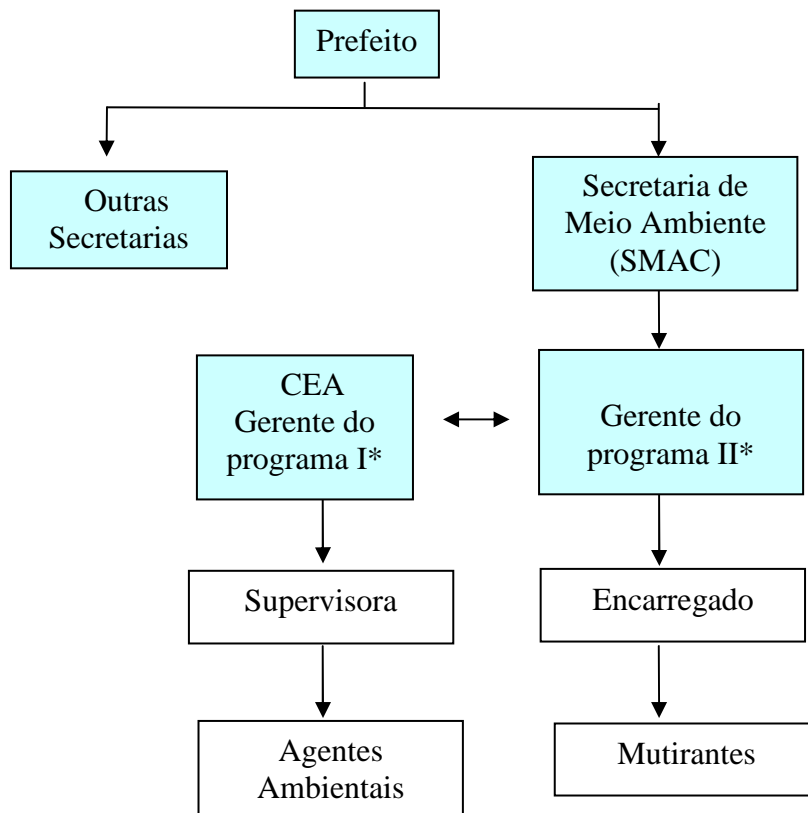 Prefeito
Outras
Secretarias
Secretaria de
Meio Ambiente
(SMAC)
CEA
Gerente do
programa I*
Gerente do
programa II*
Supervisora
Encarregado
Agentes
Ambientais
Mutirantes